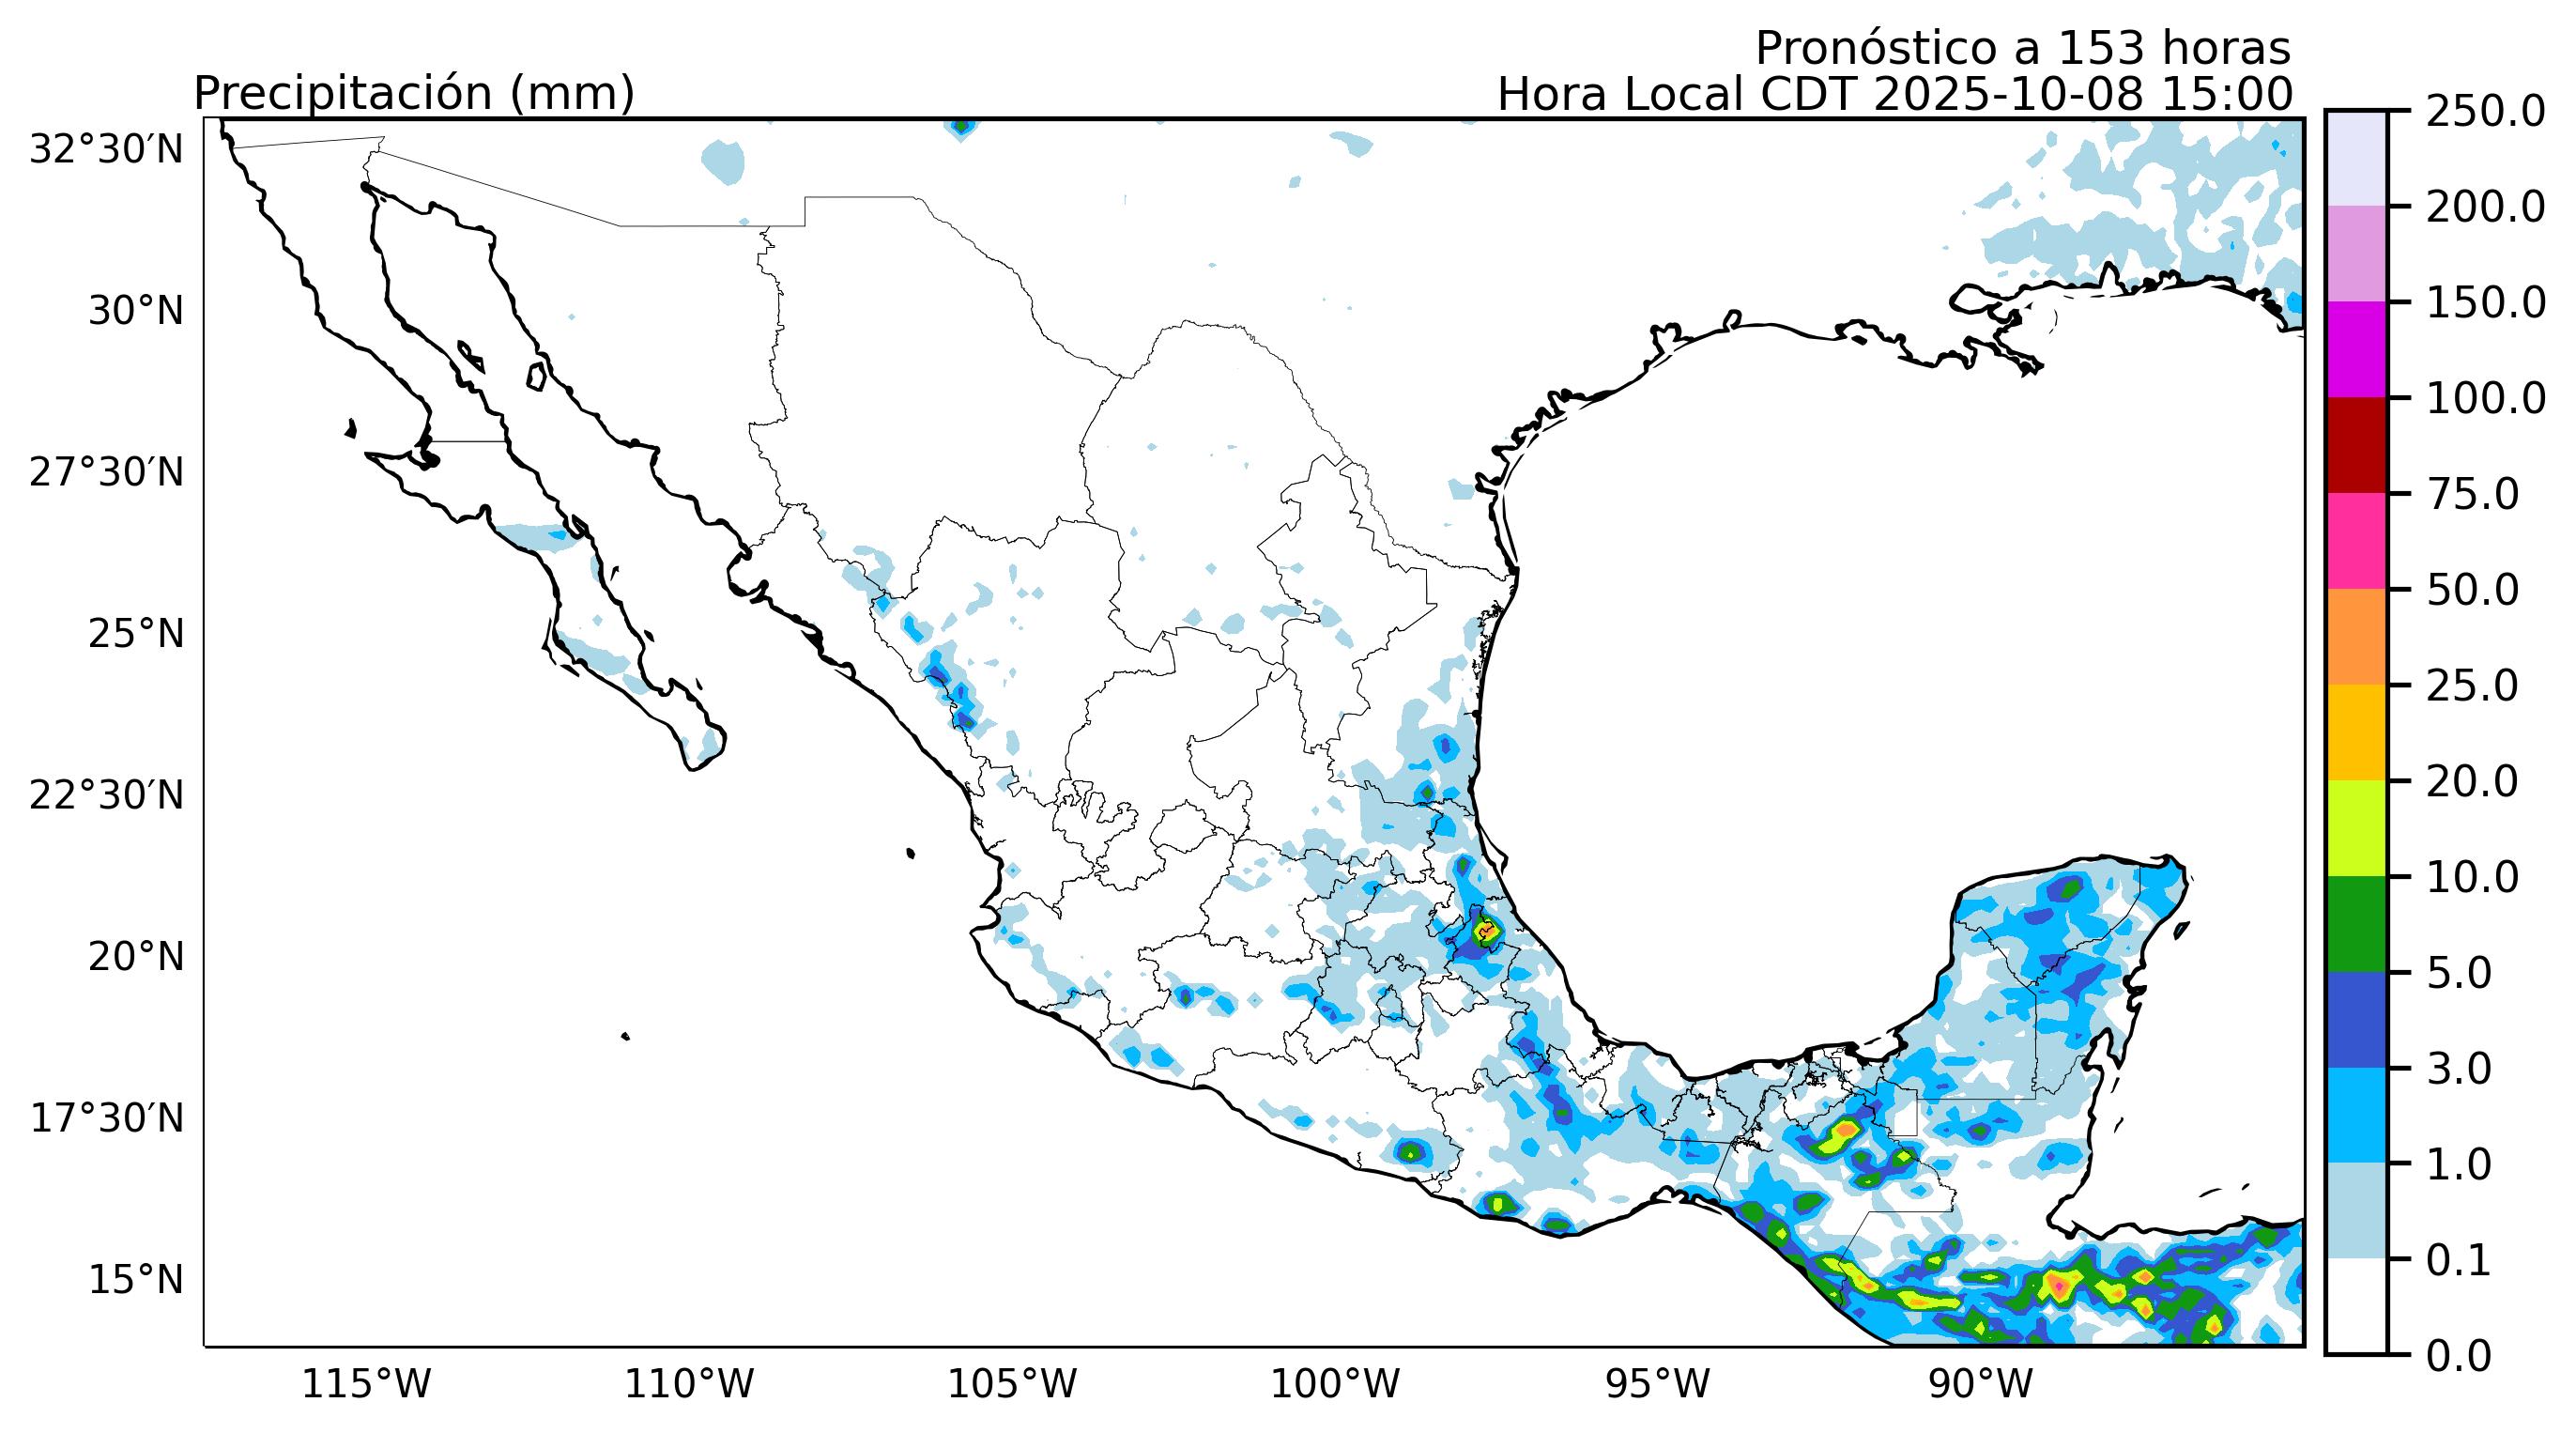 Pronóstico a 153 horas
Precipitación (mm)
Hora Local CDT 2025-10-08 15:00
32°30′N
30°N
27°30′N
25°N
22°30′N
20°N
17°30′N
15°N
115°W
110°W
105°W
100°W
95°W
90°W
250.0
200.0
150.0
100.0
75.0
50.0
25.0
20.0
10.0
5.0
3.0
1.0
0.1
0.0